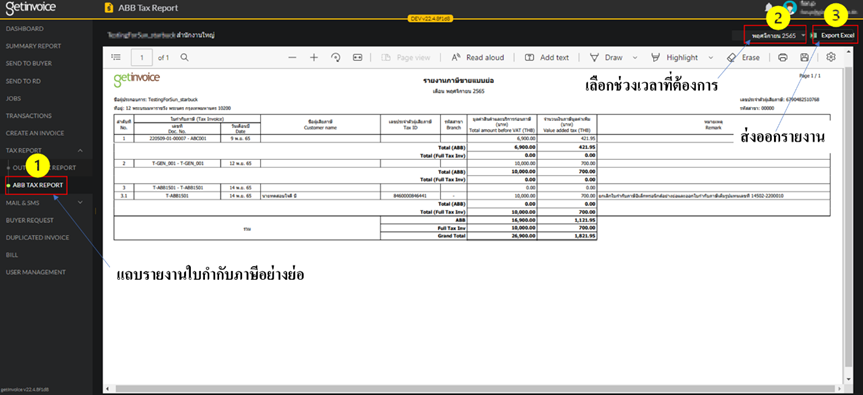 getinvoice
ABB Tax Report
DEV-v22.4.8f1d8
DASHBOARD
SUMMARY REPORT
SEND TO BUYER
SEND TO RD
JOBS
TRANSACTIONS
CREATE AN INVOICE
TAX REPORT
REPORT
ABB TAX REPORT
MAIL & SMS
BUYER REQUEST
DUPLICATED INVOICE
BILL
USER MANAGEMENT
getinvoice v22.4.8f1d8
1
2
3
สำนักงานใหญ่
พฤศจิกายน 2565
Export Excel
1 of 1
Page view
Read aloud
Add text
Draw
Highlight
Erase
เลือกช่วงเวลาที่ต้องการ
ส่งออกรายงาน
แถบรายงานใบกำกับภาษีอย่างย่อ
getinvoice
รายงานภาษีขายแบบย่อ
เดือน พฤศจิกายน 2565
Page 1 / 1
ชื่อผู้ประกอบการ: TestingForSun_starbuck
เลขประจำตัวผู้เสียภาษี: 6790482510768
รหัสสาขา: 00000
ลำดับที่ No.
ใบกำกับภาษี (Tax Invoice)
เลขที่ Doc. No.
วันเดือนปี Date
ชื่อผู้เสียภาษี Customer name
เลขประจำตัวผู้เสียภาษี Tax ID
รหัสสาขา Branch
มูลค่าสินค้าและบริการก่อนภาษี (บาท) Total amount before VAT (THB)
จำนวนเงินภาษีมูลค่าเพิ่ม (บาท) Value added tax (THB)
หมายเหตุ Remark
1 220509-01-00007 - ABC001 9 พ.ย. 65 6,900.00 421.95
Total (ABB) 6,900.00 421.95
Total (Full Tax Inv) 0.00 0.00
2 T-GEN_001 - T-GEN_001 12 พ.ย. 65 10,000.00 700.00
Total (ABB) 10,000.00 700.00
Total (Full Tax Inv) 0.00 0.00
3 T-ABB1501 - T-ABB1501 14 พ.ย. 65 0.00 0.00
3.1 T-ABB1501 14 พ.ย. 65 นายทดสอบใจดี มี 8460000846441 - 10,000.00 700.00
Total (ABB) 0.00 0.00
Total (Full Tax Inv) 10,000.00 700.00
รวม
ABB 16,900.00 1,121.95
Full Tax Inv 10,000.00 700.00
Grand Total 26,900.00 1,821.95